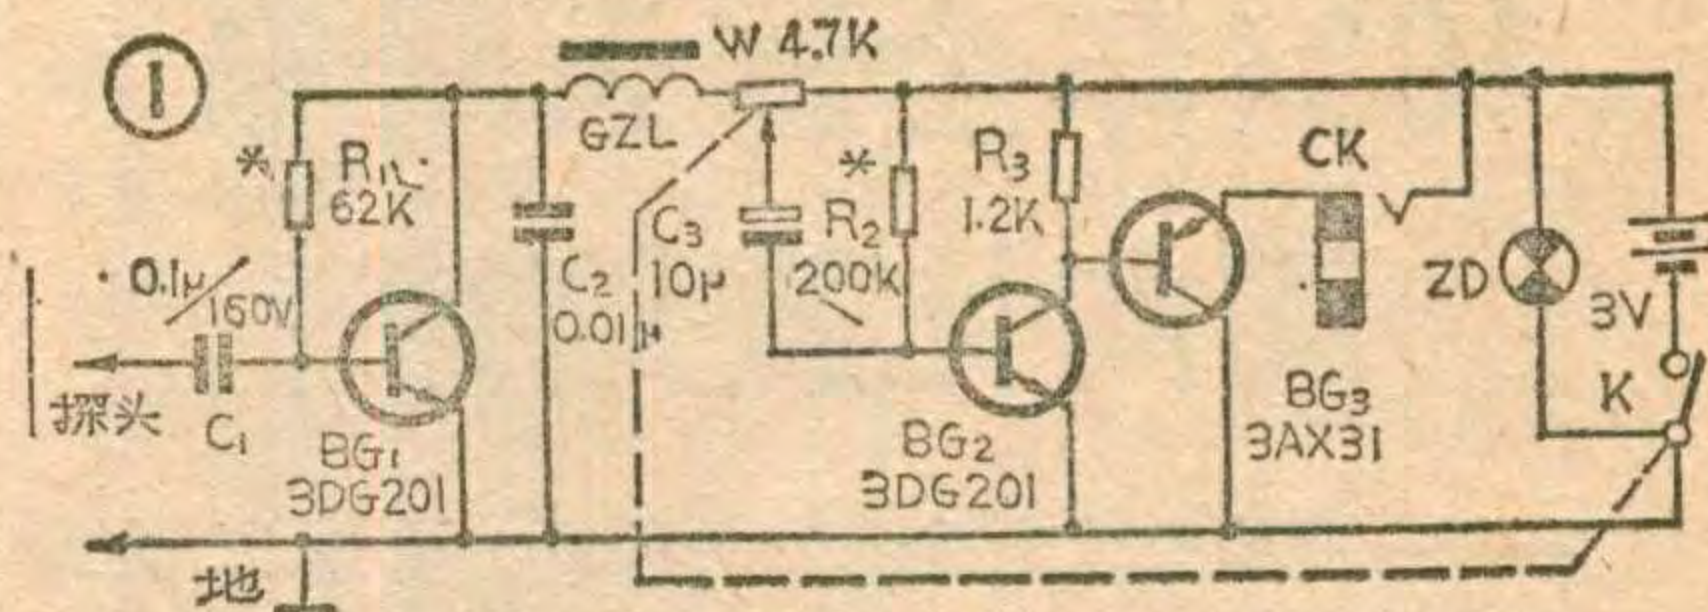 ①
W 4.7K
GZL
*
R₁
62K
0.1μ/160V
探头
C₁
BG₁
3DG201
地
C₂
0.01μ
C₃
10μ
*
R₂
200K
BG₂
3DG201
R₃
1.2K
CK
BG₃
3AX31
ZD
3V
K